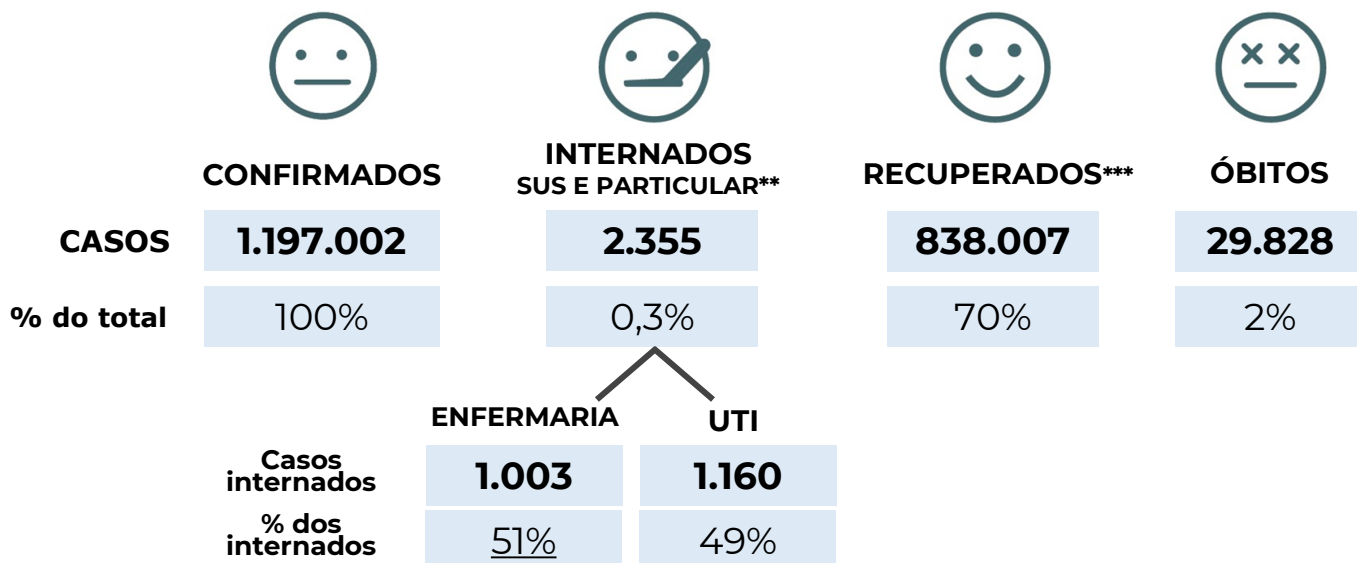 CONFIRMADOS
INTERNADOS
SUS E PARTICULAR**
RECUPERADOS***
ÓBITOS
CASOS 1.197.002 2.355 838.007 29.828
% do total 100% 0,3% 70% 2%
ENFERMARIA UTI
Casos
internados
1.003 1.160
% dos
internados
51% 49%